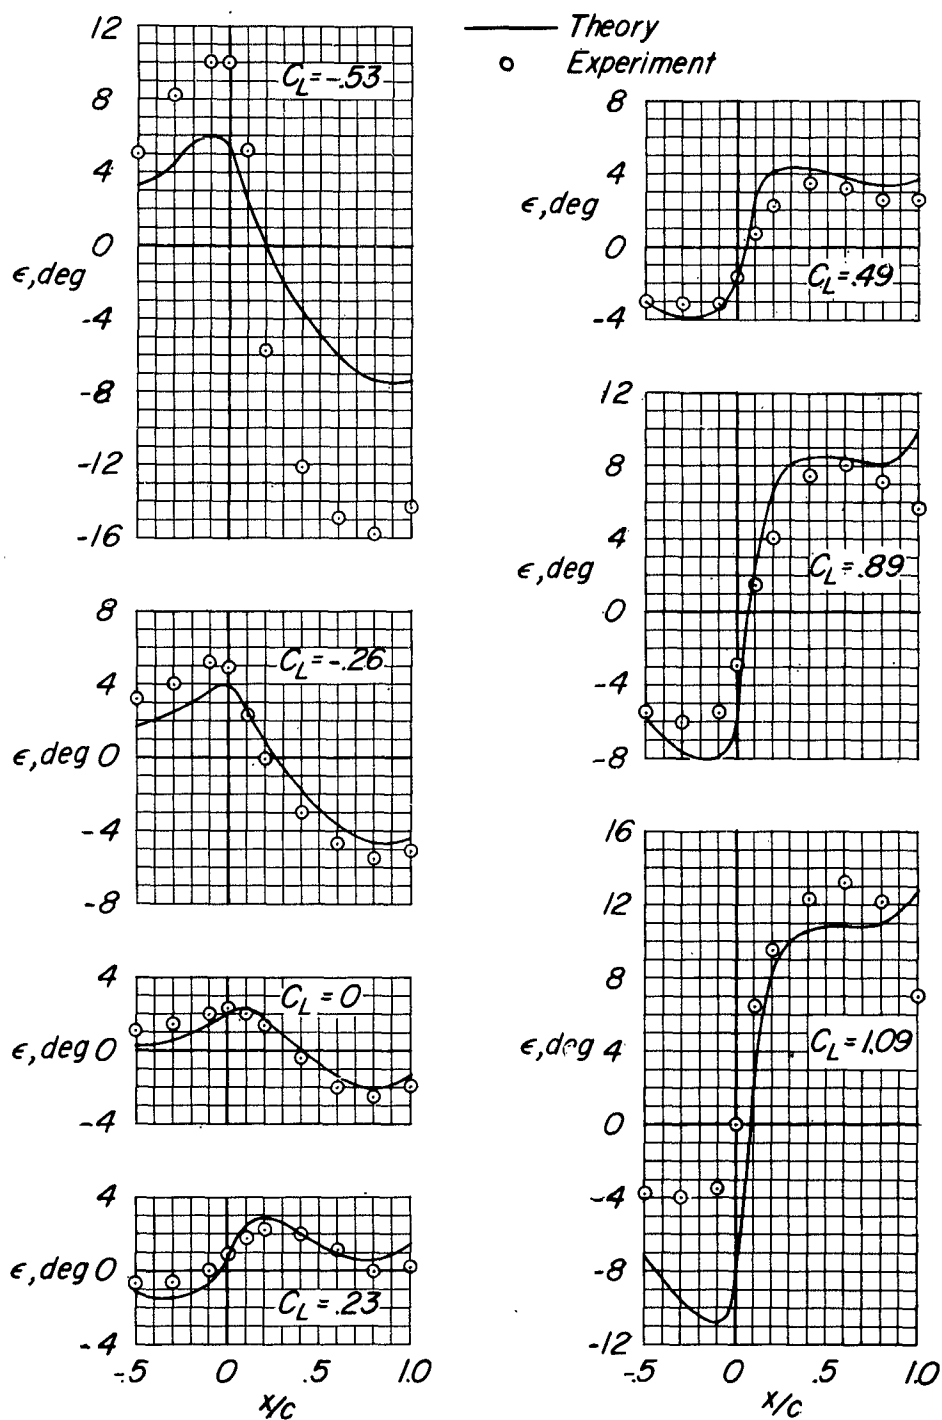 Theory
Experiment
12
8
4
0
-4
-8
-12
-16
ϵ,deg
C_L=-.53
8
4
0
-4
-8
ϵ,deg
C_L=-.26
4
0
-4
ϵ,deg
C_L=0
4
0
-4
ϵ,deg
C_L=.23
-.5 0 .5 1.0
x/c
8
4
0
-4
ϵ,deg
C_L=.49
12
8
4
0
-4
-8
ϵ,deg
C_L=.89
16
12
8
4
0
-4
-8
-12
ϵ,deg
C_L=1.09
-.5 0 .5 1.0
x/c